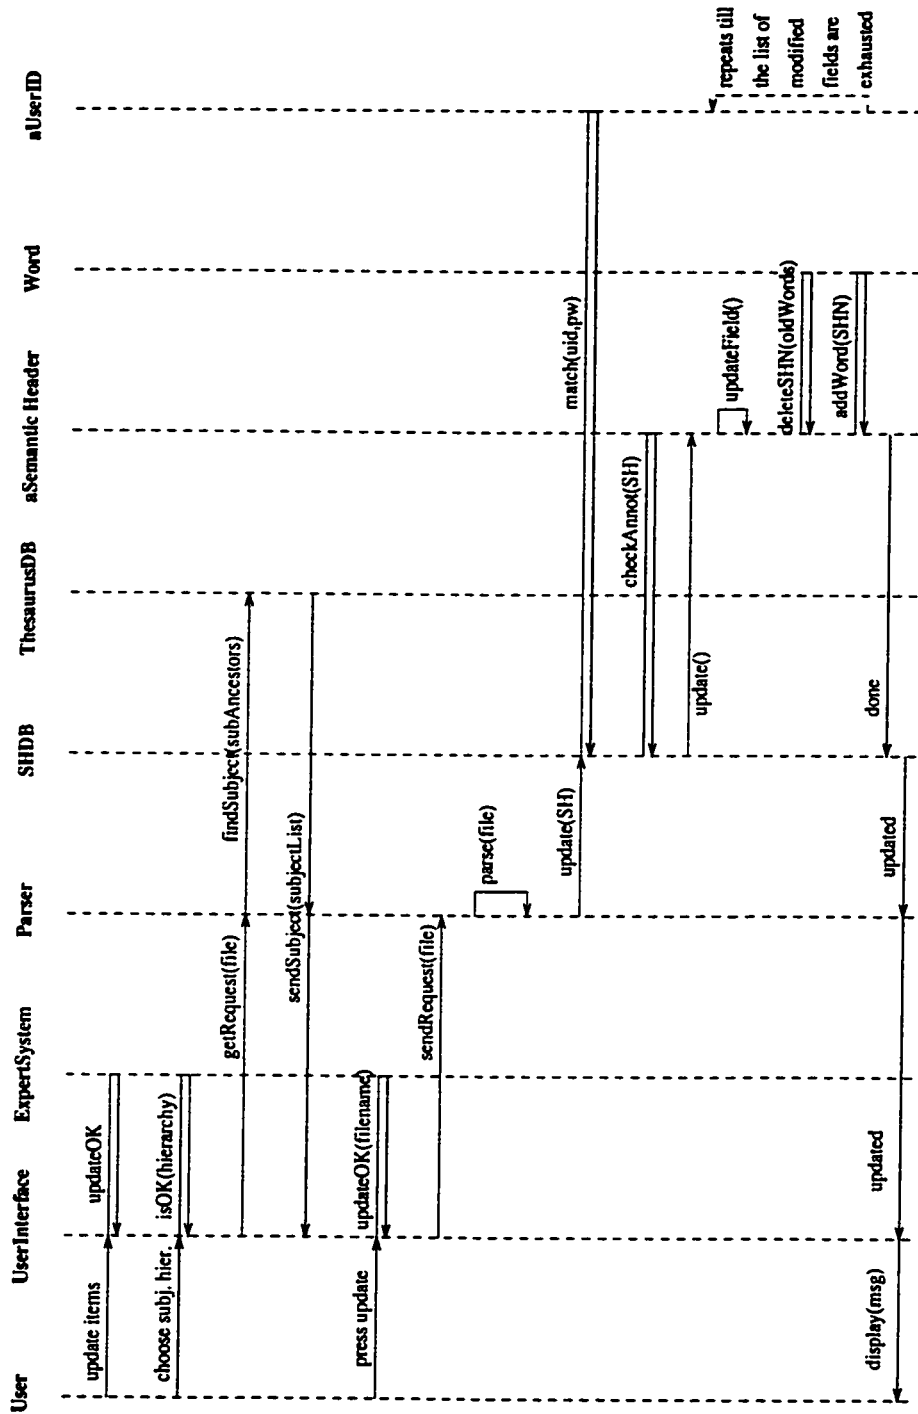 User
UserInterface
ExpertSystem
Parser
SHDB
ThesaurusDB
aSemantic Header
Word
aUserID
update items
updateOK
choose subj. hier.
isOK(hierarchy)
getRequest(file)
findSubject(subAncestors)
sendSubject(subjectList)
press update
updateOK(filename)
sendRequest(file)
parse(file)
update(SH)
match(uid,pw)
checkAnnot(SH)
update()
updateField()
repeats till
the list of
modified
fields are
exhausted
deleteSHN(oldWords)
addWord(SHN)
done
updated
updated
display(msg)